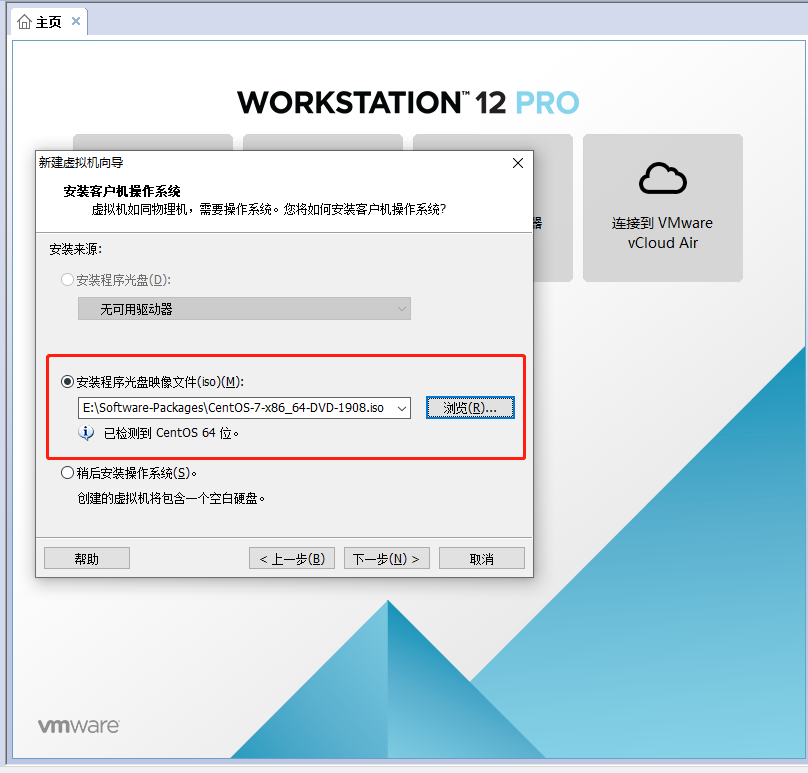 主页
WORKSTATION™ 12 PRO
新建虚拟机向导
安装客户机操作系统
虚拟机如同物理机，需要操作系统。您将如何安装客户机操作系统?
器
连接到 VMware
vCloud Air
安装来源:
安装程序光盘(D):
无可用驱动器
安装程序光盘映像文件(iso)(M):
E:\Software-Packages\CentOS-7-x86_64-DVD-1908.iso
浏览(R)...
已检测到 CentOS 64 位。
稍后安装操作系统(S)。
创建的虚拟机将包含一个空白硬盘。
帮助
< 上一步(B)
下一步(N) >
取消
vmware